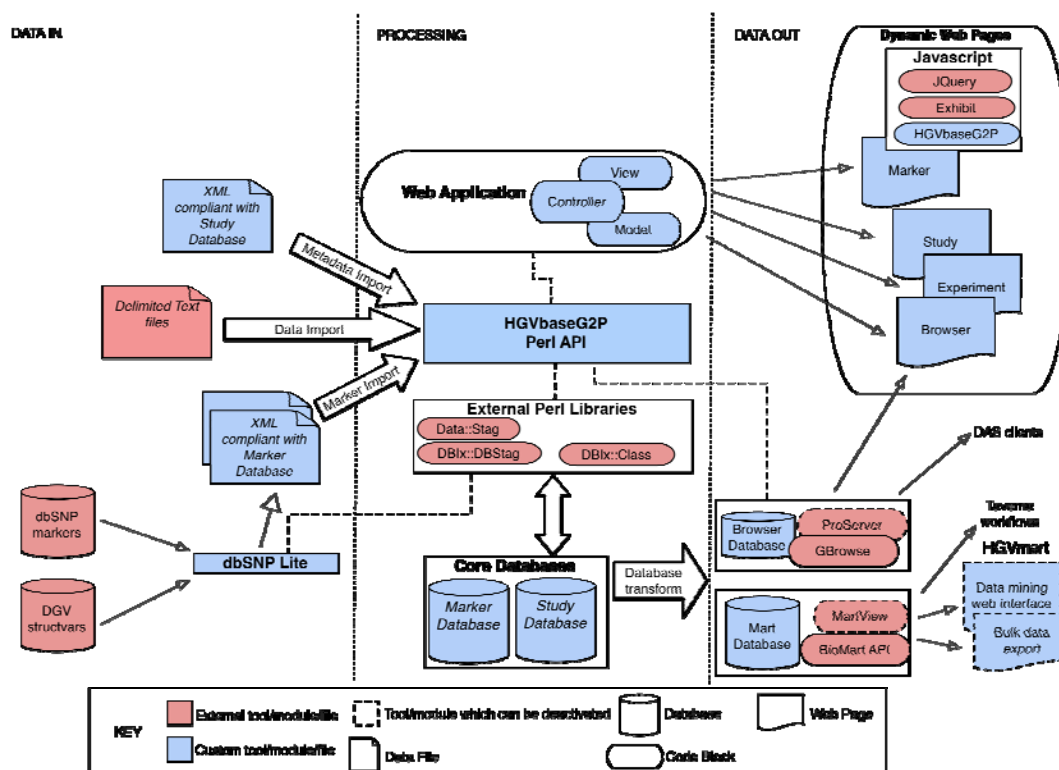 DATA IN
PROCESSING
DATA OUT
Dynamic Web Pages
Javascript
JQuery
Exhibit
HGVbaseG2P
Marker
Study
Experiment
Browser
Web Application
View
Controller
Model
XML
compliant with
Study
Database
Metadata Import
Delimited Text
files
Data Import
HGVbaseG2P
Perl API
Marker Import
XML
compliant with
Marker
Database
External Perl Libraries
Data::Stag
DBIx::DBStag
DBIx::Class
DAS clients
dbSNP
markers
dbSNP Lite
DGV
structvars
Core Databases
Marker
Database
Study
Database
Database
transform
Browser
Database
ProServer
GBrowse
Taverna
workflows
HGVmart
Mart
Database
MartView
BioMart API
Data mining
web interface
Bulk data
export
KEY
External tool/module/file
Tool/module which can be deactivated
Database
Web Page
Custom tool/module/file
Data File
Code Block